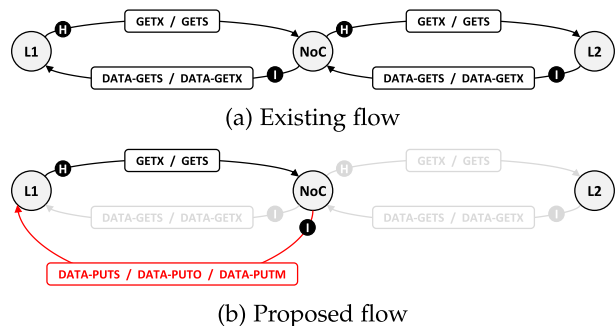 H GETX / GETS H GETX / GETS
L1 NoC L2
DATA-GETS / DATA-GETX I DATA-GETS / DATA-GETX I
(a) Existing flow
H GETX / GETS H GETX / GETS
L1 NoC L2
DATA-GETS / DATA-GETX I DATA-GETS / DATA-GETX I
I
DATA-PUTS / DATA-PUTO / DATA-PUTM
(b) Proposed flow